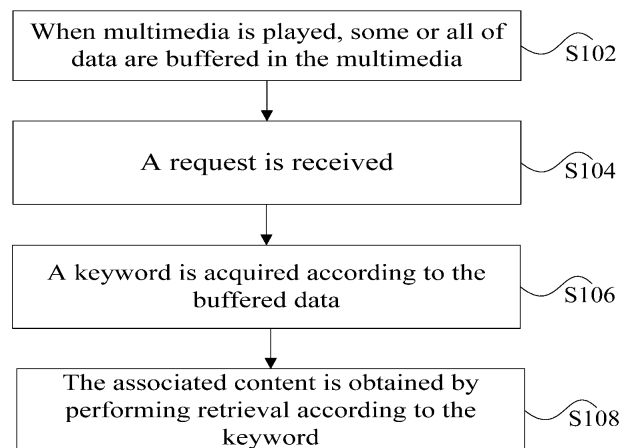 When multimedia is played, some or all of
data are buffered in the multimedia
S102
A request is received
S104
A keyword is acquired according to the
buffered data
S106
The associated content is obtained by
performing retrieval according to the
keyword
S108